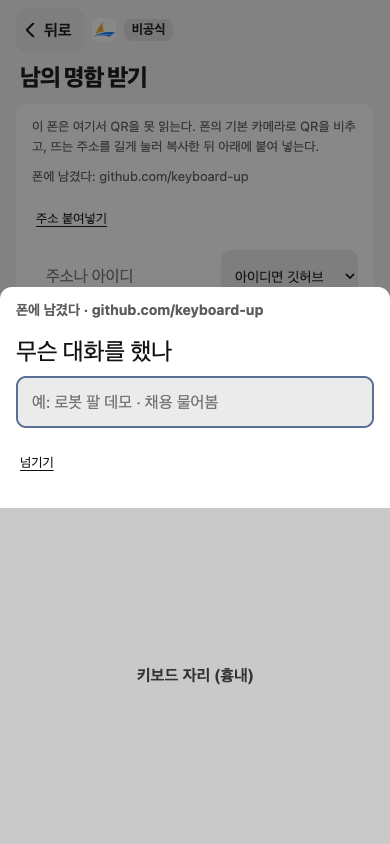 뒤로
비공식
남의 명함 받기
이 폰은 여기서 QR을 못 읽는다. 폰의 기본 카메라로 QR을 비추
고, 뜨는 주소를 길게 눌러 복사한 뒤 아래에 붙여 넣는다.
폰에 남겼다: github.com/keyboard-up
주소 붙여넣기
주소나 아이디
아이디면 깃허브
폰에 남겼다 · github.com/keyboard-up
무슨 대화를 했나
예: 로봇 팔 데모 · 채용 물어봄
넘기기
키보드 자리 (흉내)